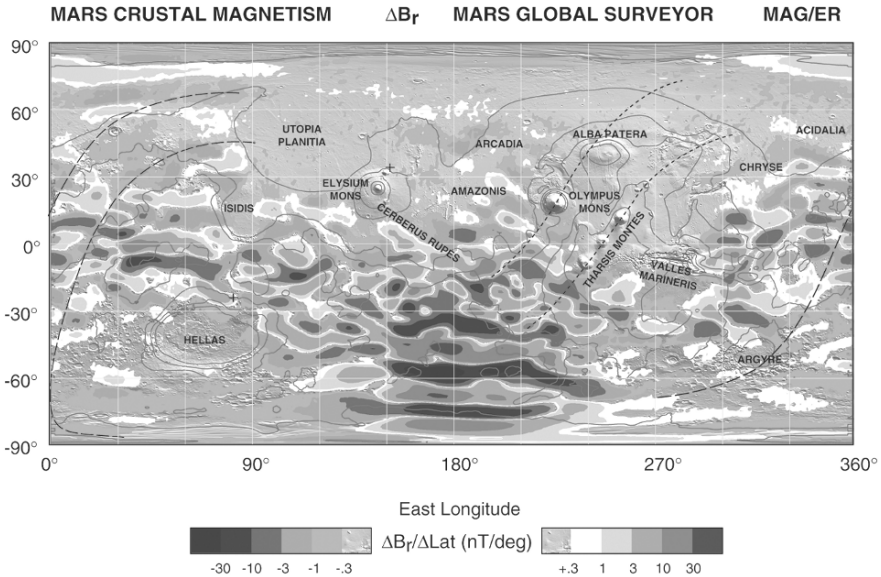 MARS CRUSTAL MAGNETISM ΔBr MARS GLOBAL SURVEYOR MAG/ER
90°
60°
30°
0°
-30°
-60°
-90°
UTOPIA
PLANITIA
ARCADIA
ALBA PATERA
ACIDALIA
ELYSIUM
MONS
AMAZONIS
OLYMPUS
MONS
CHRYSE
ISIDIS
CERBERUS RUPES
THARSIS MONTES
VALLES
MARINERIS
HELLAS
ARGYRE
0° 90° 180° 270° 360°
East Longitude
ΔBr/ΔLat (nT/deg)
-30 -10 -3 -1 -.3 +.3 1 3 10 30